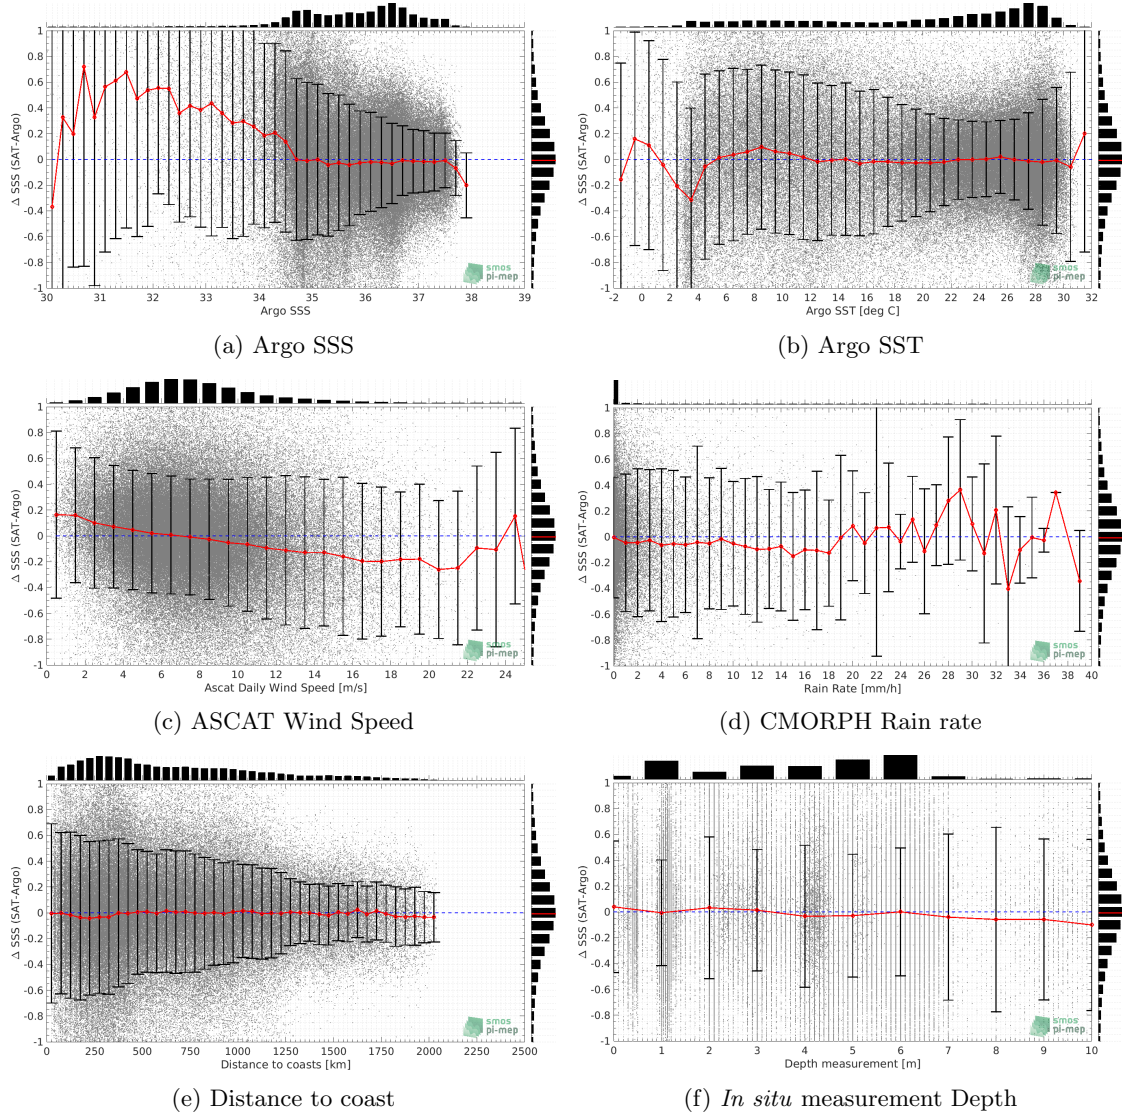 1
0.8
0.6
0.4
0.2
0
-0.2
-0.4
-0.6
-0.8
-1
Δ SSS (SAT-Argo)
30 31 32 33 34 35 36 37 38 39
Argo SSS
smos
pi-mep
(a) Argo SSS
1
0.8
0.6
0.4
0.2
0
-0.2
-0.4
-0.6
-0.8
-1
Δ SSS (SAT-Argo)
-2 0 2 4 6 8 10 12 14 16 18 20 22 24 26 28 30 32
Argo SST [deg C]
smos
pi-mep
(b) Argo SST
1
0.8
0.6
0.4
0.2
0
-0.2
-0.4
-0.6
-0.8
-1
Δ SSS (SAT-Argo)
0 2 4 6 8 10 12 14 16 18 20 22 24
Ascat Daily Wind Speed [m/s]
smos
pi-mep
(c) ASCAT Wind Speed
1
0.8
0.6
0.4
0.2
0
-0.2
-0.4
-0.6
-0.8
-1
Δ SSS (SAT-Argo)
0 2 4 6 8 10 12 14 16 18 20 22 24 26 28 30 32 34 36 38 40
Rain Rate [mm/h]
smos
pi-mep
(d) CMORPH Rain rate
1
0.8
0.6
0.4
0.2
0
-0.2
-0.4
-0.6
-0.8
-1
Δ SSS (SAT-Argo)
0 250 500 750 1000 1250 1500 1750 2000 2250 2500
Distance to coasts [km]
smos
pi-mep
(e) Distance to coast
1
0.8
0.6
0.4
0.2
0
-0.2
-0.4
-0.6
-0.8
-1
Δ SSS (SAT-Argo)
0 1 2 3 4 5 6 7 8 9 10
Depth measurement [m]
smos
pi-mep
(f) In situ measurement Depth